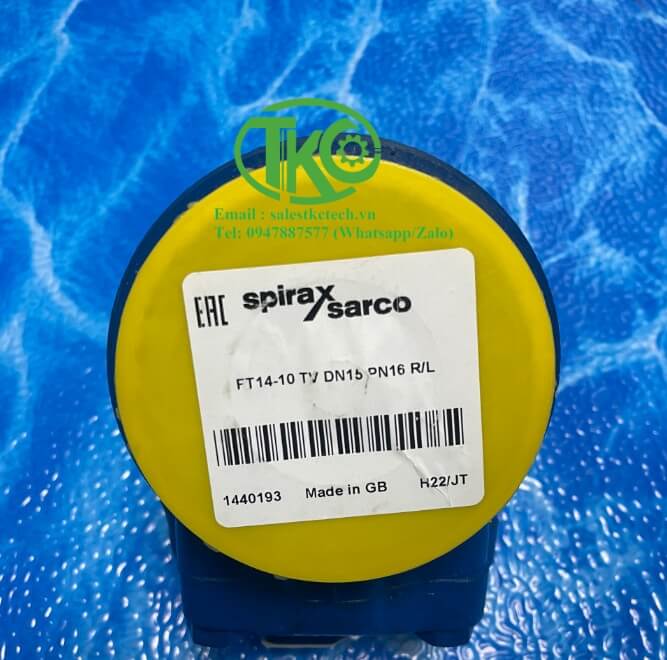 TKC
Email : salestkctech.vn
Tel: 0947887577 (Whatsapp/Zalo)
EAC
spirax
sarco
FT14-10 TV DN15 PN16 R/L
1440193 Made in GB H22/JT